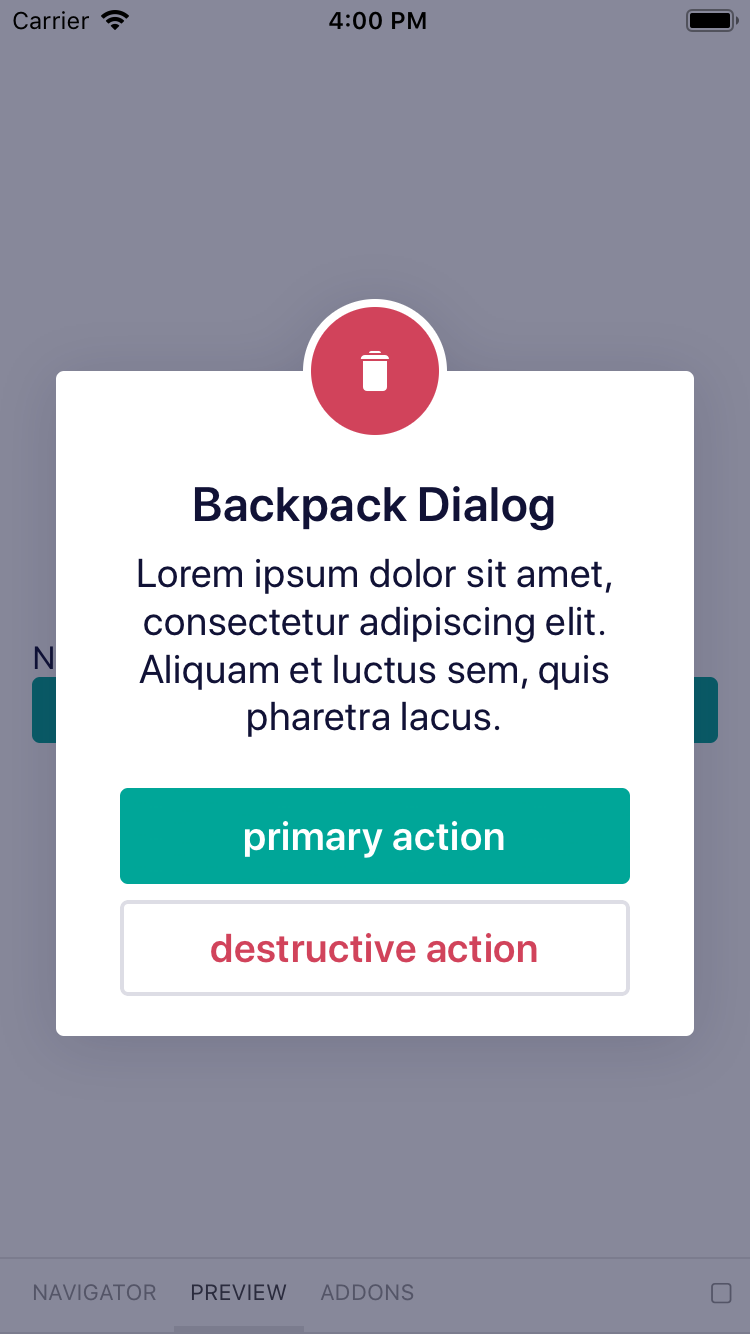 Carrier 4:00 PM
Backpack Dialog
Lorem ipsum dolor sit amet,
consectetur adipiscing elit.
Aliquam et luctus sem, quis
pharetra lacus.
primary action
destructive action
NAVIGATOR PREVIEW ADDONS